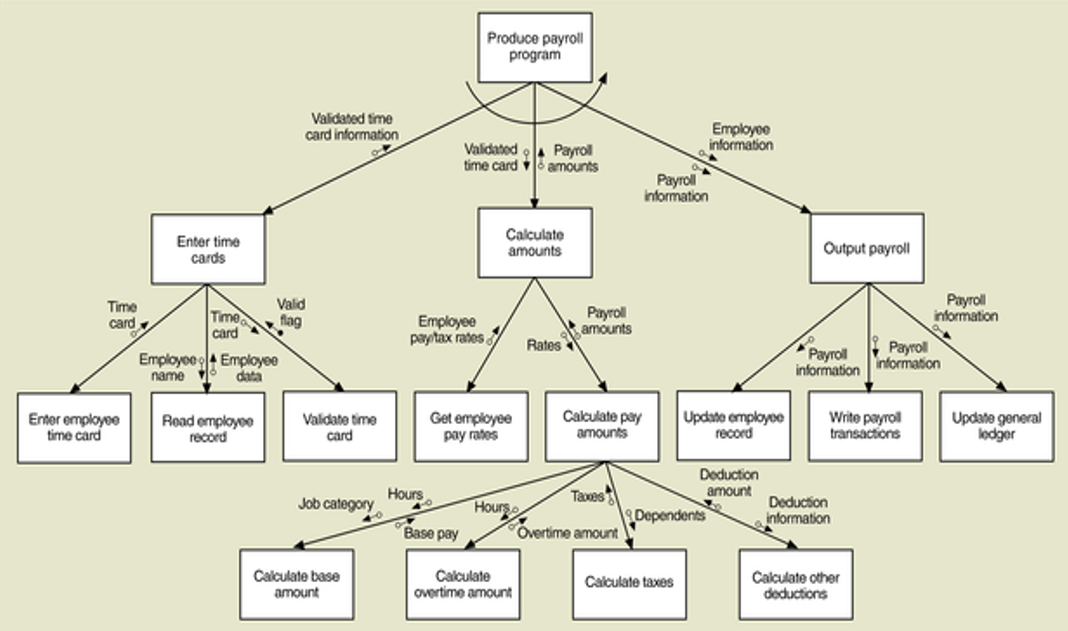 Produce payroll
program
Validated time
card information
Validated
time card
Payroll
amounts
Employee
information
Payroll
information
Enter time
cards
Calculate
amounts
Output payroll
Time
card
Employee
name
Time
card
Employee
data
Valid
flag
Employee
pay/tax rates
Rates
Payroll
amounts
Payroll
information
Payroll
information
Payroll
information
Enter employee
time card
Read employee
record
Validate time
card
Get employee
pay rates
Calculate pay
amounts
Update employee
record
Write payroll
transactions
Update general
ledger
Job category
Hours
Base pay
Hours
Overtime amount
Taxes
Dependents
Deduction
amount
Deduction
information
Calculate base
amount
Calculate
overtime amount
Calculate taxes
Calculate other
deductions